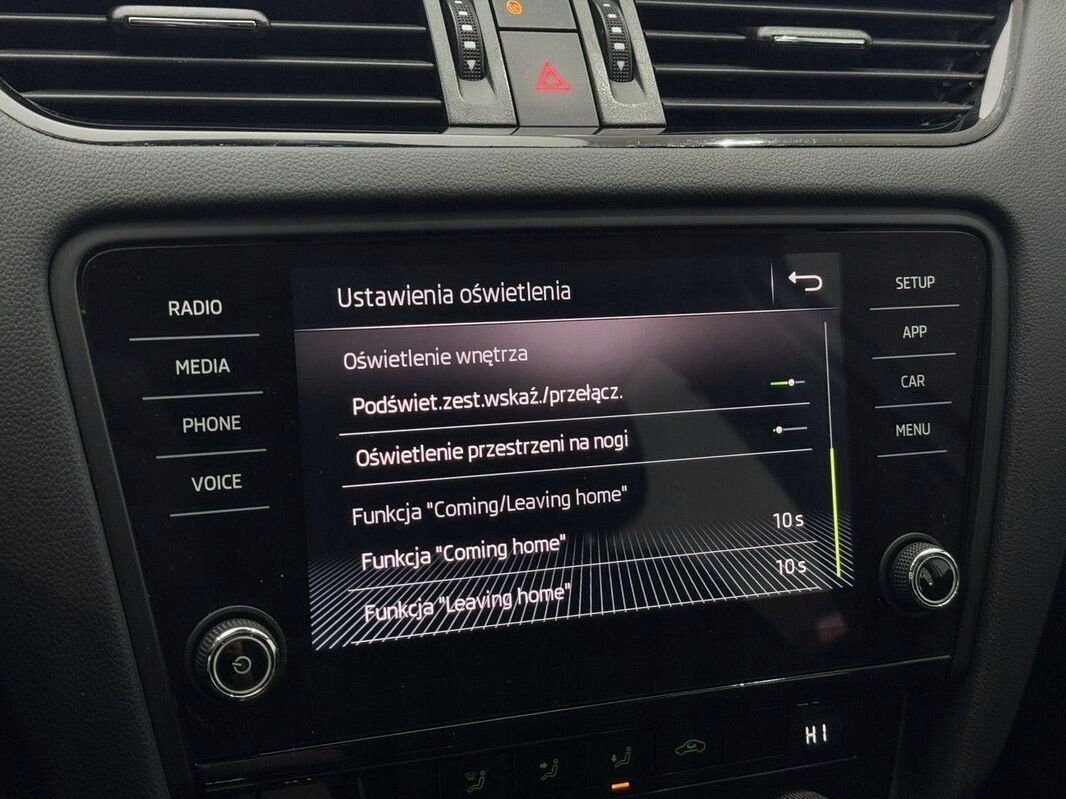 RADIO
MEDIA
PHONE
VOICE
Ustawienia oświetlenia
Oświetlenie wnętrza
Podświet.zest.wskaź./przełącz.
Oświetlenie przestrzeni na nogi
Funkcja "Coming/Leaving home"
Funkcja "Coming home" 10 s
Funkcja "Leaving home" 10 s
SETUP
APP
CAR
MENU
HI